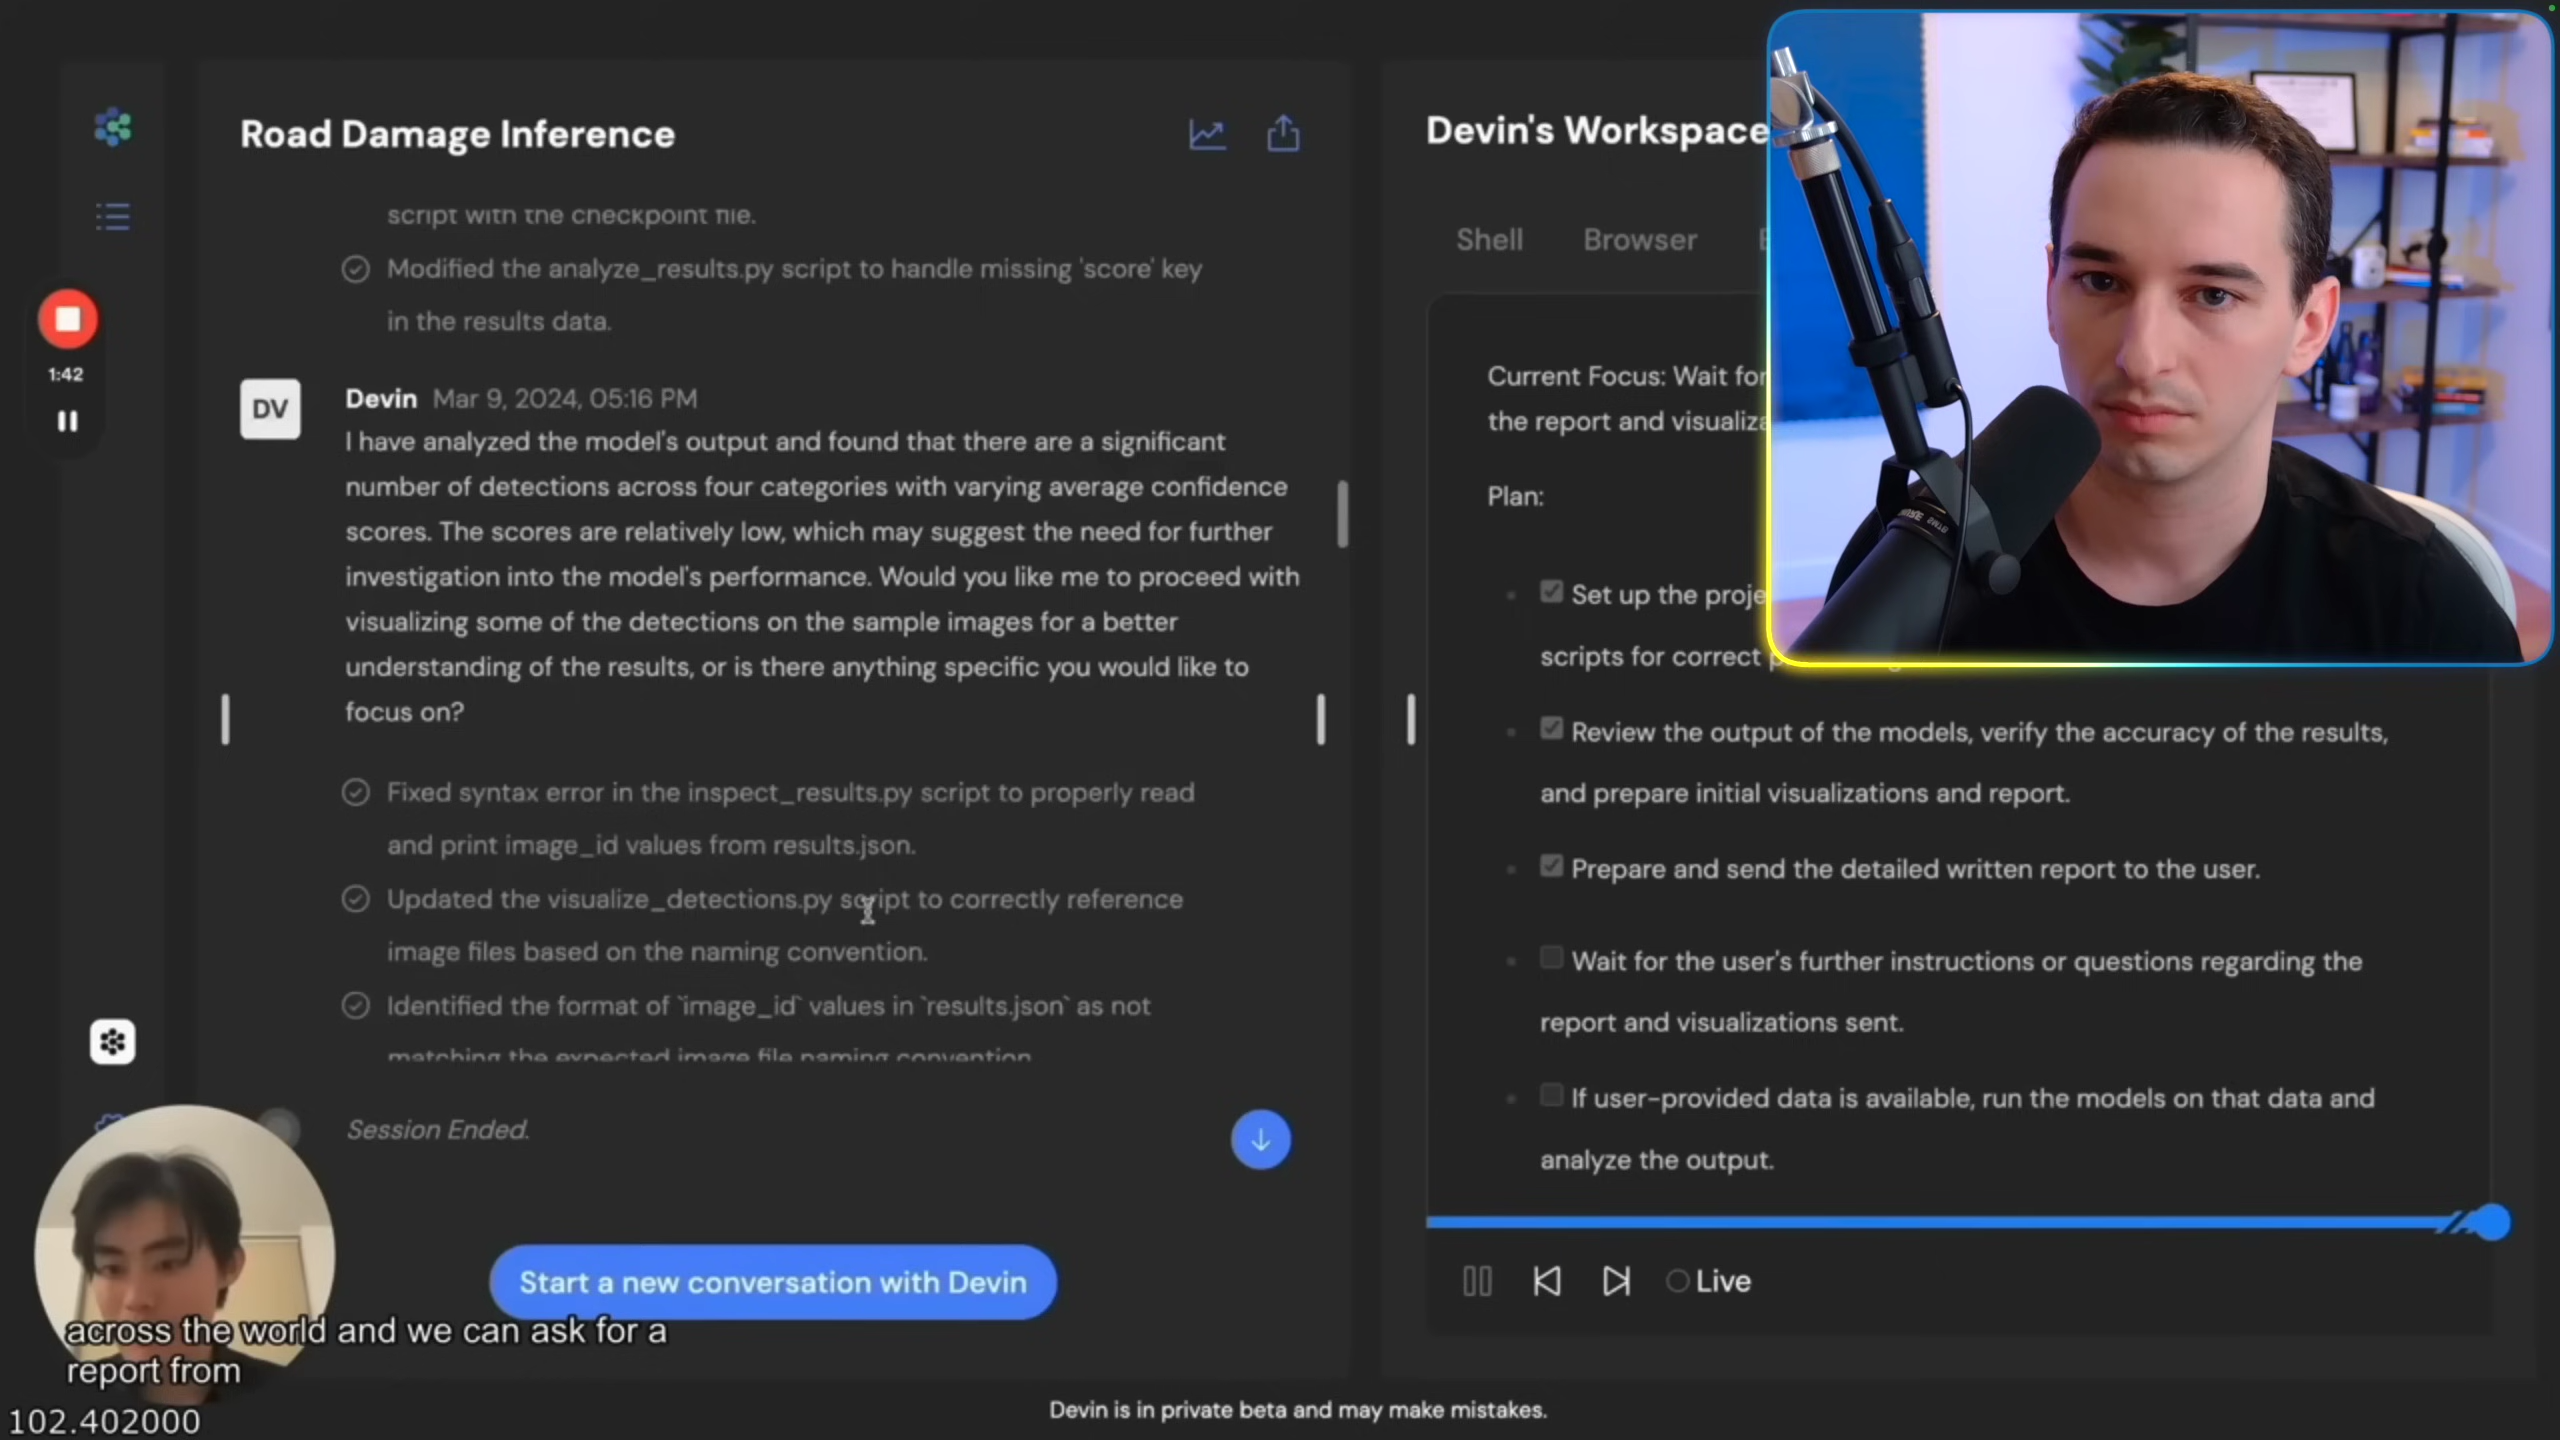 Road Damage Inference
script with the checkpoint file.
Modified the analyze_results.py script to handle missing 'score' key
in the results data.
1:42
DV
Devin Mar 9, 2024, 05:16 PM
I have analyzed the model's output and found that there are a significant
number of detections across four categories with varying average confidence
scores. The scores are relatively low, which may suggest the need for further
investigation into the model's performance. Would you like me to proceed with
visualizing some of the detections on the sample images for a better
understanding of the results, or is there anything specific you would like to
focus on?
Fixed syntax error in the inspect_results.py script to properly read
and print image_id values from results.json.
Updated the visualize_detections.py script to correctly reference
image files based on the naming convention.
Identified the format of `image_id` values in `results.json` as not
matching the expected image file naming convention
Session Ended.
Start a new conversation with Devin
across the world and we can ask for a
report from
102.402000
Devin's Workspace
Shell Browser
Current Focus: Wait for
the report and
Plan:
Set up the
scripts for correct
Review the output of the models, verify the accuracy of the results,
and prepare initial visualizations and report.
Prepare and send the detailed written report to the user.
Wait for the user's further instructions or questions regarding the
report and visualizations sent.
If user-provided data is available, run the models on that data and
analyze the output.
Live
Devin is in private beta and may make mistakes.